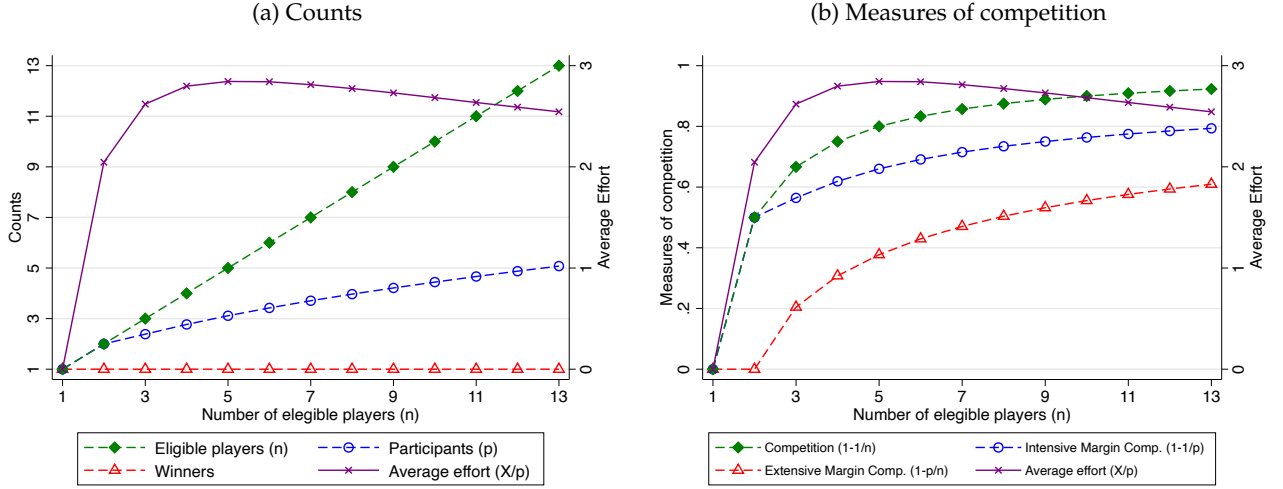 (a) Counts
13
11
9
7
5
3
1
Counts
3
2
1
0
Average Effort
1 3 5 7 9 11 13
Number of elegible players (n)
Eligible players (n) Participants (p)
Winners Average effort (X/p)
(b) Measures of competition
1
.8
.6
.4
.2
0
Measures of competition
3
2
1
0
Average Effort
1 3 5 7 9 11 13
Number of elegible players (n)
Competition (1-1/n) Intensive Margin Comp. (1-1/p)
Extensive Margin Comp. (1-p/n) Average effort (X/p)